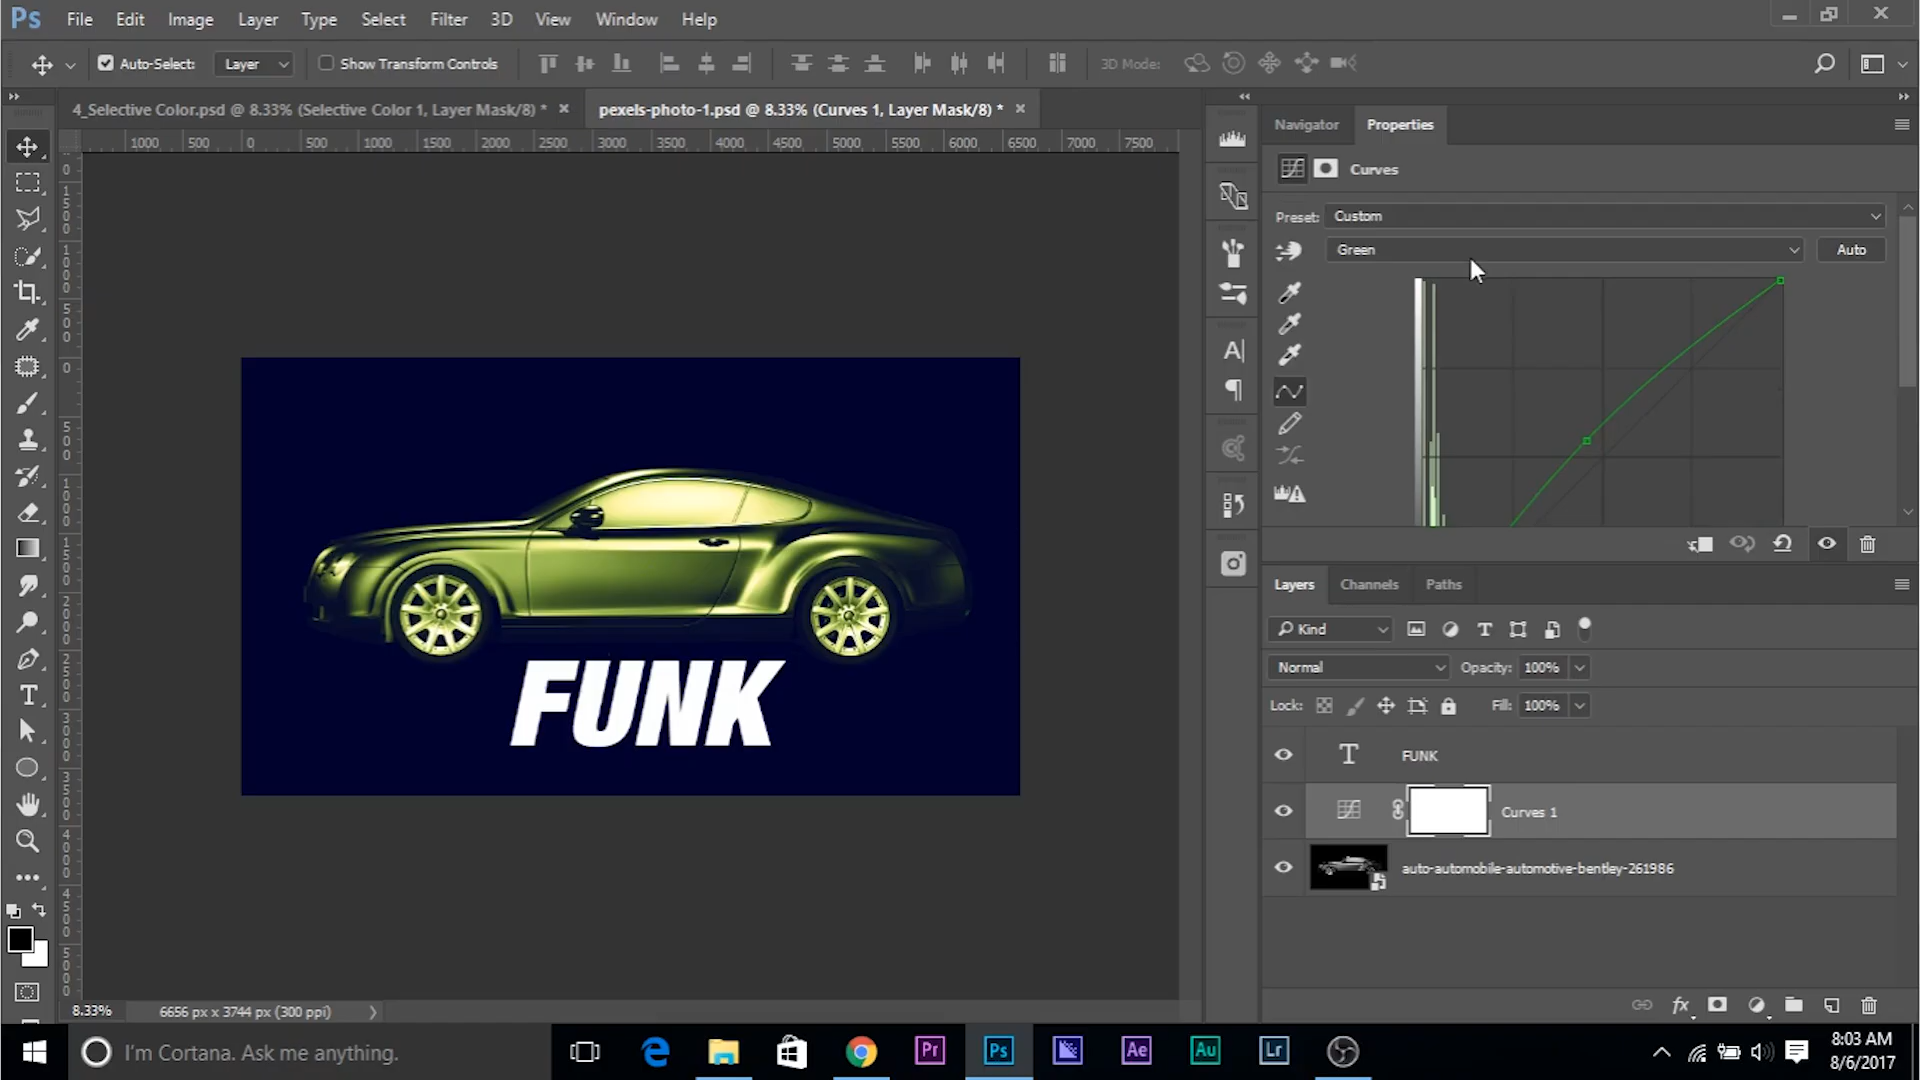 Ps File Edit Image Layer Type Select Filter 3D View Window Help
Auto-Select: Layer Show Transform Controls 3D Mode:
4_Selective Color.psd @ 8.33% (Selective Color 1, Layer Mask/8) * pexels-photo-1.psd @ 8.33% (Curves 1, Layer Mask/8) *
1000 500 0 500 1000 1500 2000 2500 3000 3500 4000 4500 5000 5500 6000 6500 7000 7500
Navigator Properties
Curves
Preset: Custom
Green Auto
FUNK
Layers Channels Paths
Kind
Normal Opacity: 100%
Lock: Fill: 100%
FUNK
Curves 1
auto-automobile-automotive-bentley-261986
8.33% 6656 px x 3744 px (300 ppi)
I'm Cortana. Ask me anything.
Pr Ps Ae Au Lr
8:03 AM
8/6/2017